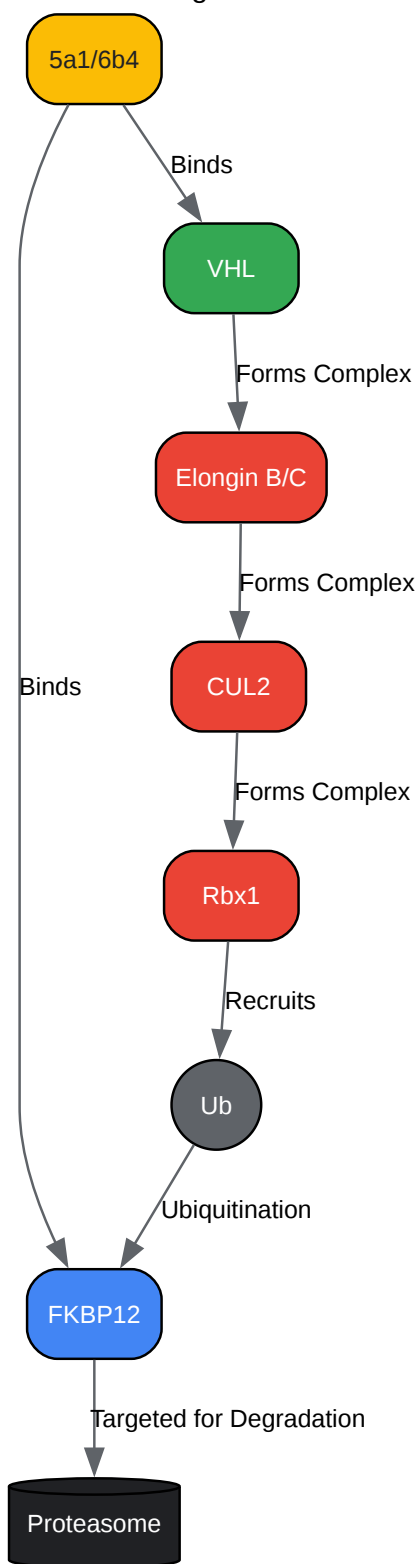 5a1/6b4
Binds
VHL
Forms Complex
Elongin B/C
Forms Complex
CUL2
Binds
Forms Complex
Rbx1
Recruits
Ub
Ubiquitination
FKBP12
Targeted for Degradation
Proteasome